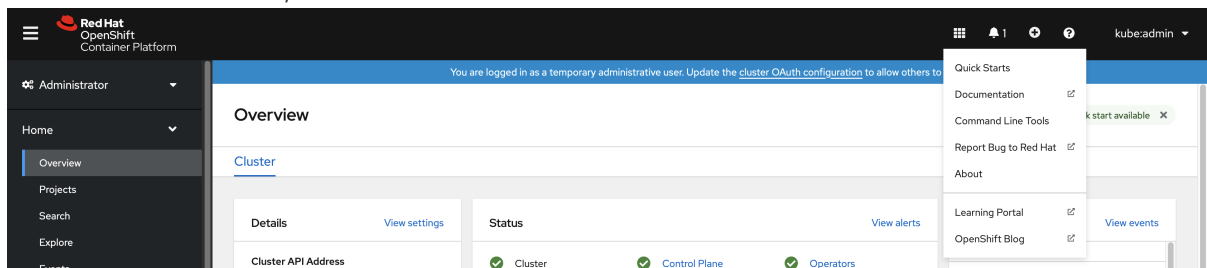 Red Hat
OpenShift
Container Platform
1
kube:admin
Administrator
You are logged in as a temporary administrative user. Update the cluster OAuth configuration to allow others to
Home
Overview
Projects
Search
Explore
Overview
k start available
Cluster
Details
View settings
Cluster API Address
Status
View alerts
Cluster
Control Plane
Operators
View events
Quick Starts
Documentation
Command Line Tools
Report Bug to Red Hat
About
Learning Portal
OpenShift Blog